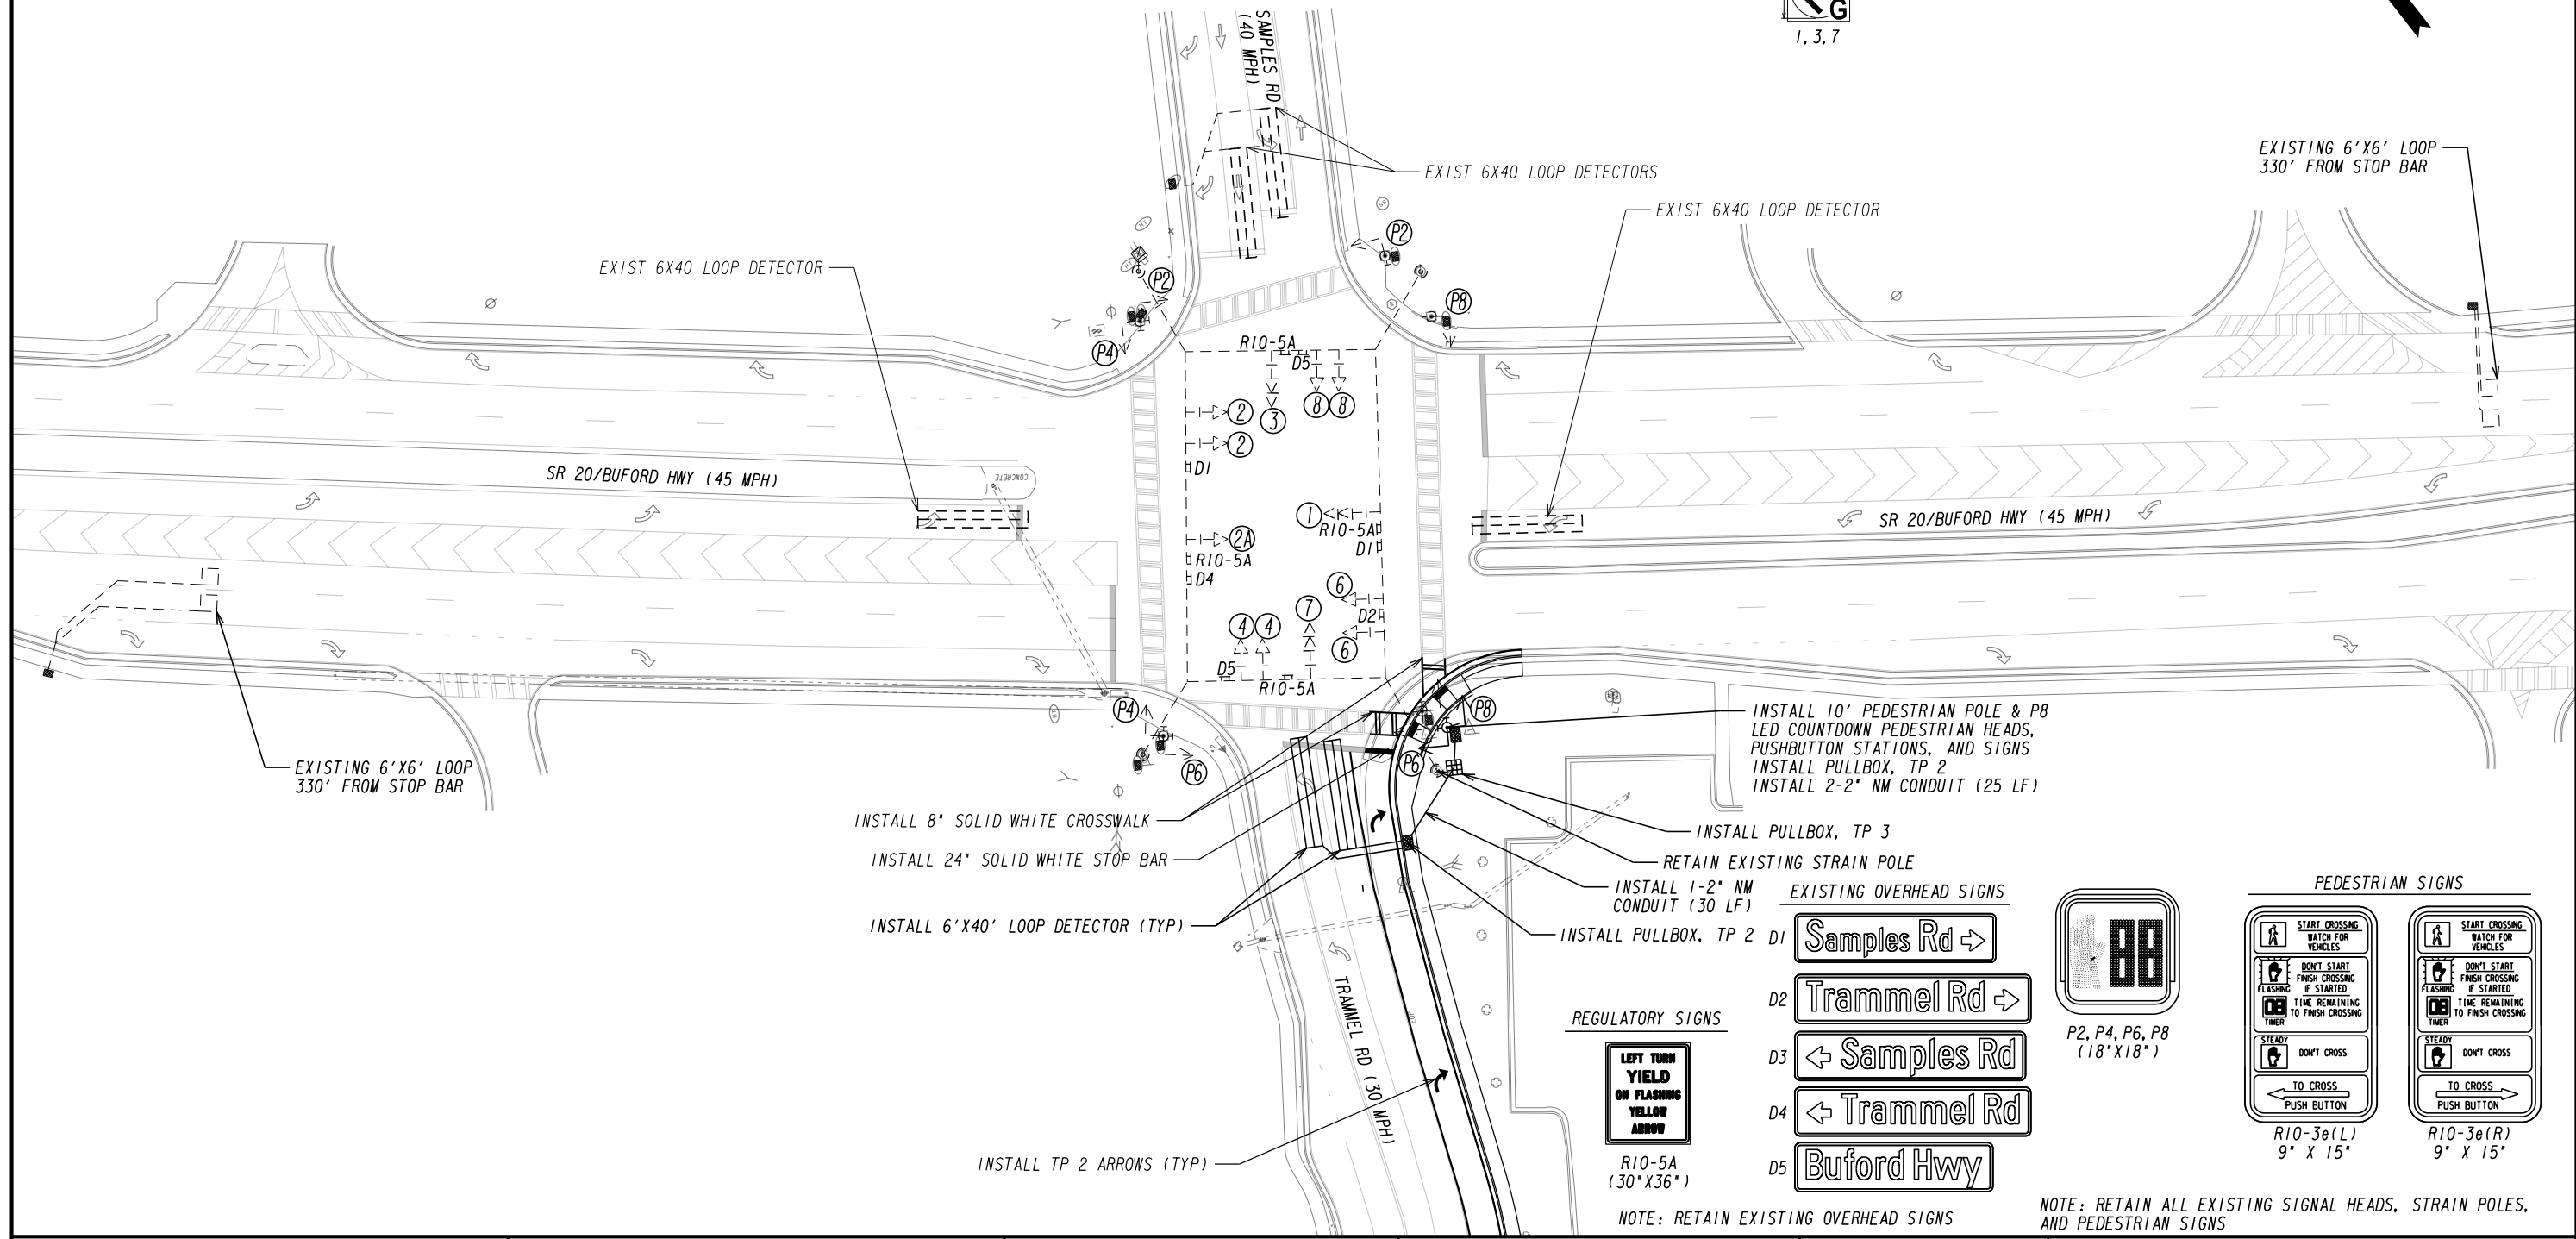 G
1, 3, 7
SAMPLES RD
(40 MPH)
EXIST 6X40 LOOP DETECTORS
EXISTING 6'X6' LOOP
330' FROM STOP BAR
EXIST 6X40 LOOP DETECTOR
EXIST 6X40 LOOP DETECTOR
P2
P2
P8
P4
R10-5A
D5
2
3
8
8
2
D1
CONCRETE
SR 20/BUFORD HWY (45 MPH)
1
R10-5A
D1
SR 20/BUFORD HWY (45 MPH)
2A
R10-5A
D4
6
7
D2
4
4
6
D5
R10-5A
P4
P8
P6
P6
INSTALL 10' PEDESTRIAN POLE & P8
LED COUNTDOWN PEDESTRIAN HEADS,
PUSHBUTTON STATIONS, AND SIGNS
INSTALL PULLBOX, TP 2
INSTALL 2-2" NM CONDUIT (25 LF)
EXISTING 6'X6' LOOP
330' FROM STOP BAR
INSTALL 8" SOLID WHITE CROSSWALK
INSTALL PULLBOX, TP 3
INSTALL 24" SOLID WHITE STOP BAR
RETAIN EXISTING STRAIN POLE
INSTALL 1-2" NM
CONDUIT (30 LF)
INSTALL 6'X40' LOOP DETECTOR (TYP)
INSTALL PULLBOX, TP 2
TRAMMEL RD (30 MPH)
INSTALL TP 2 ARROWS (TYP)
EXISTING OVERHEAD SIGNS
D1 Samples Rd
D2 Trammel Rd
D3 Samples Rd
D4 Trammel Rd
D5 Buford Hwy
REGULATORY SIGNS
LEFT TURN
YIELD
ON FLASHING
YELLOW
ARROW
R10-5A
(30"X36")
NOTE: RETAIN EXISTING OVERHEAD SIGNS
88
P2, P4, P6, P8
(18"X18")
PEDESTRIAN SIGNS
START CROSSING
WATCH FOR
VEHICLES
DON'T START
FINISH CROSSING
IF STARTED
FLASHING
TIME REMAINING
TO FINISH CROSSING
TIMER
STEADY
DON'T CROSS
TO CROSS
PUSH BUTTON
R10-3e(L)
9" X 15"
START CROSSING
WATCH FOR
VEHICLES
DON'T START
FINISH CROSSING
IF STARTED
FLASHING
TIME REMAINING
TO FINISH CROSSING
TIMER
STEADY
DON'T CROSS
TO CROSS
PUSH BUTTON
R10-3e(R)
9" X 15"
NOTE: RETAIN ALL EXISTING SIGNAL HEADS, STRAIN POLES,
AND PEDESTRIAN SIGNS